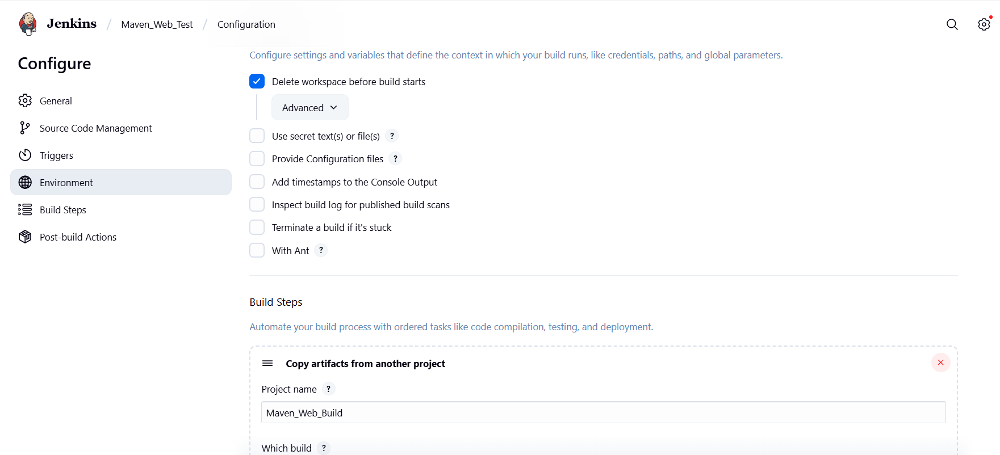 Jenkins / Maven_Web_Test / Configuration
Configure
General
Source Code Management
Triggers
Environment
Build Steps
Post-build Actions
Configure settings and variables that define the context in which your build runs, like credentials, paths, and global parameters.
Delete workspace before build starts
Advanced
Use secret text(s) or file(s) ?
Provide Configuration files ?
Add timestamps to the Console Output
Inspect build log for published build scans
Terminate a build if it's stuck
With Ant ?
Build Steps
Automate your build process with ordered tasks like code compilation, testing, and deployment.
Copy artifacts from another project
Project name ?
Maven_Web_Build
Which build ?